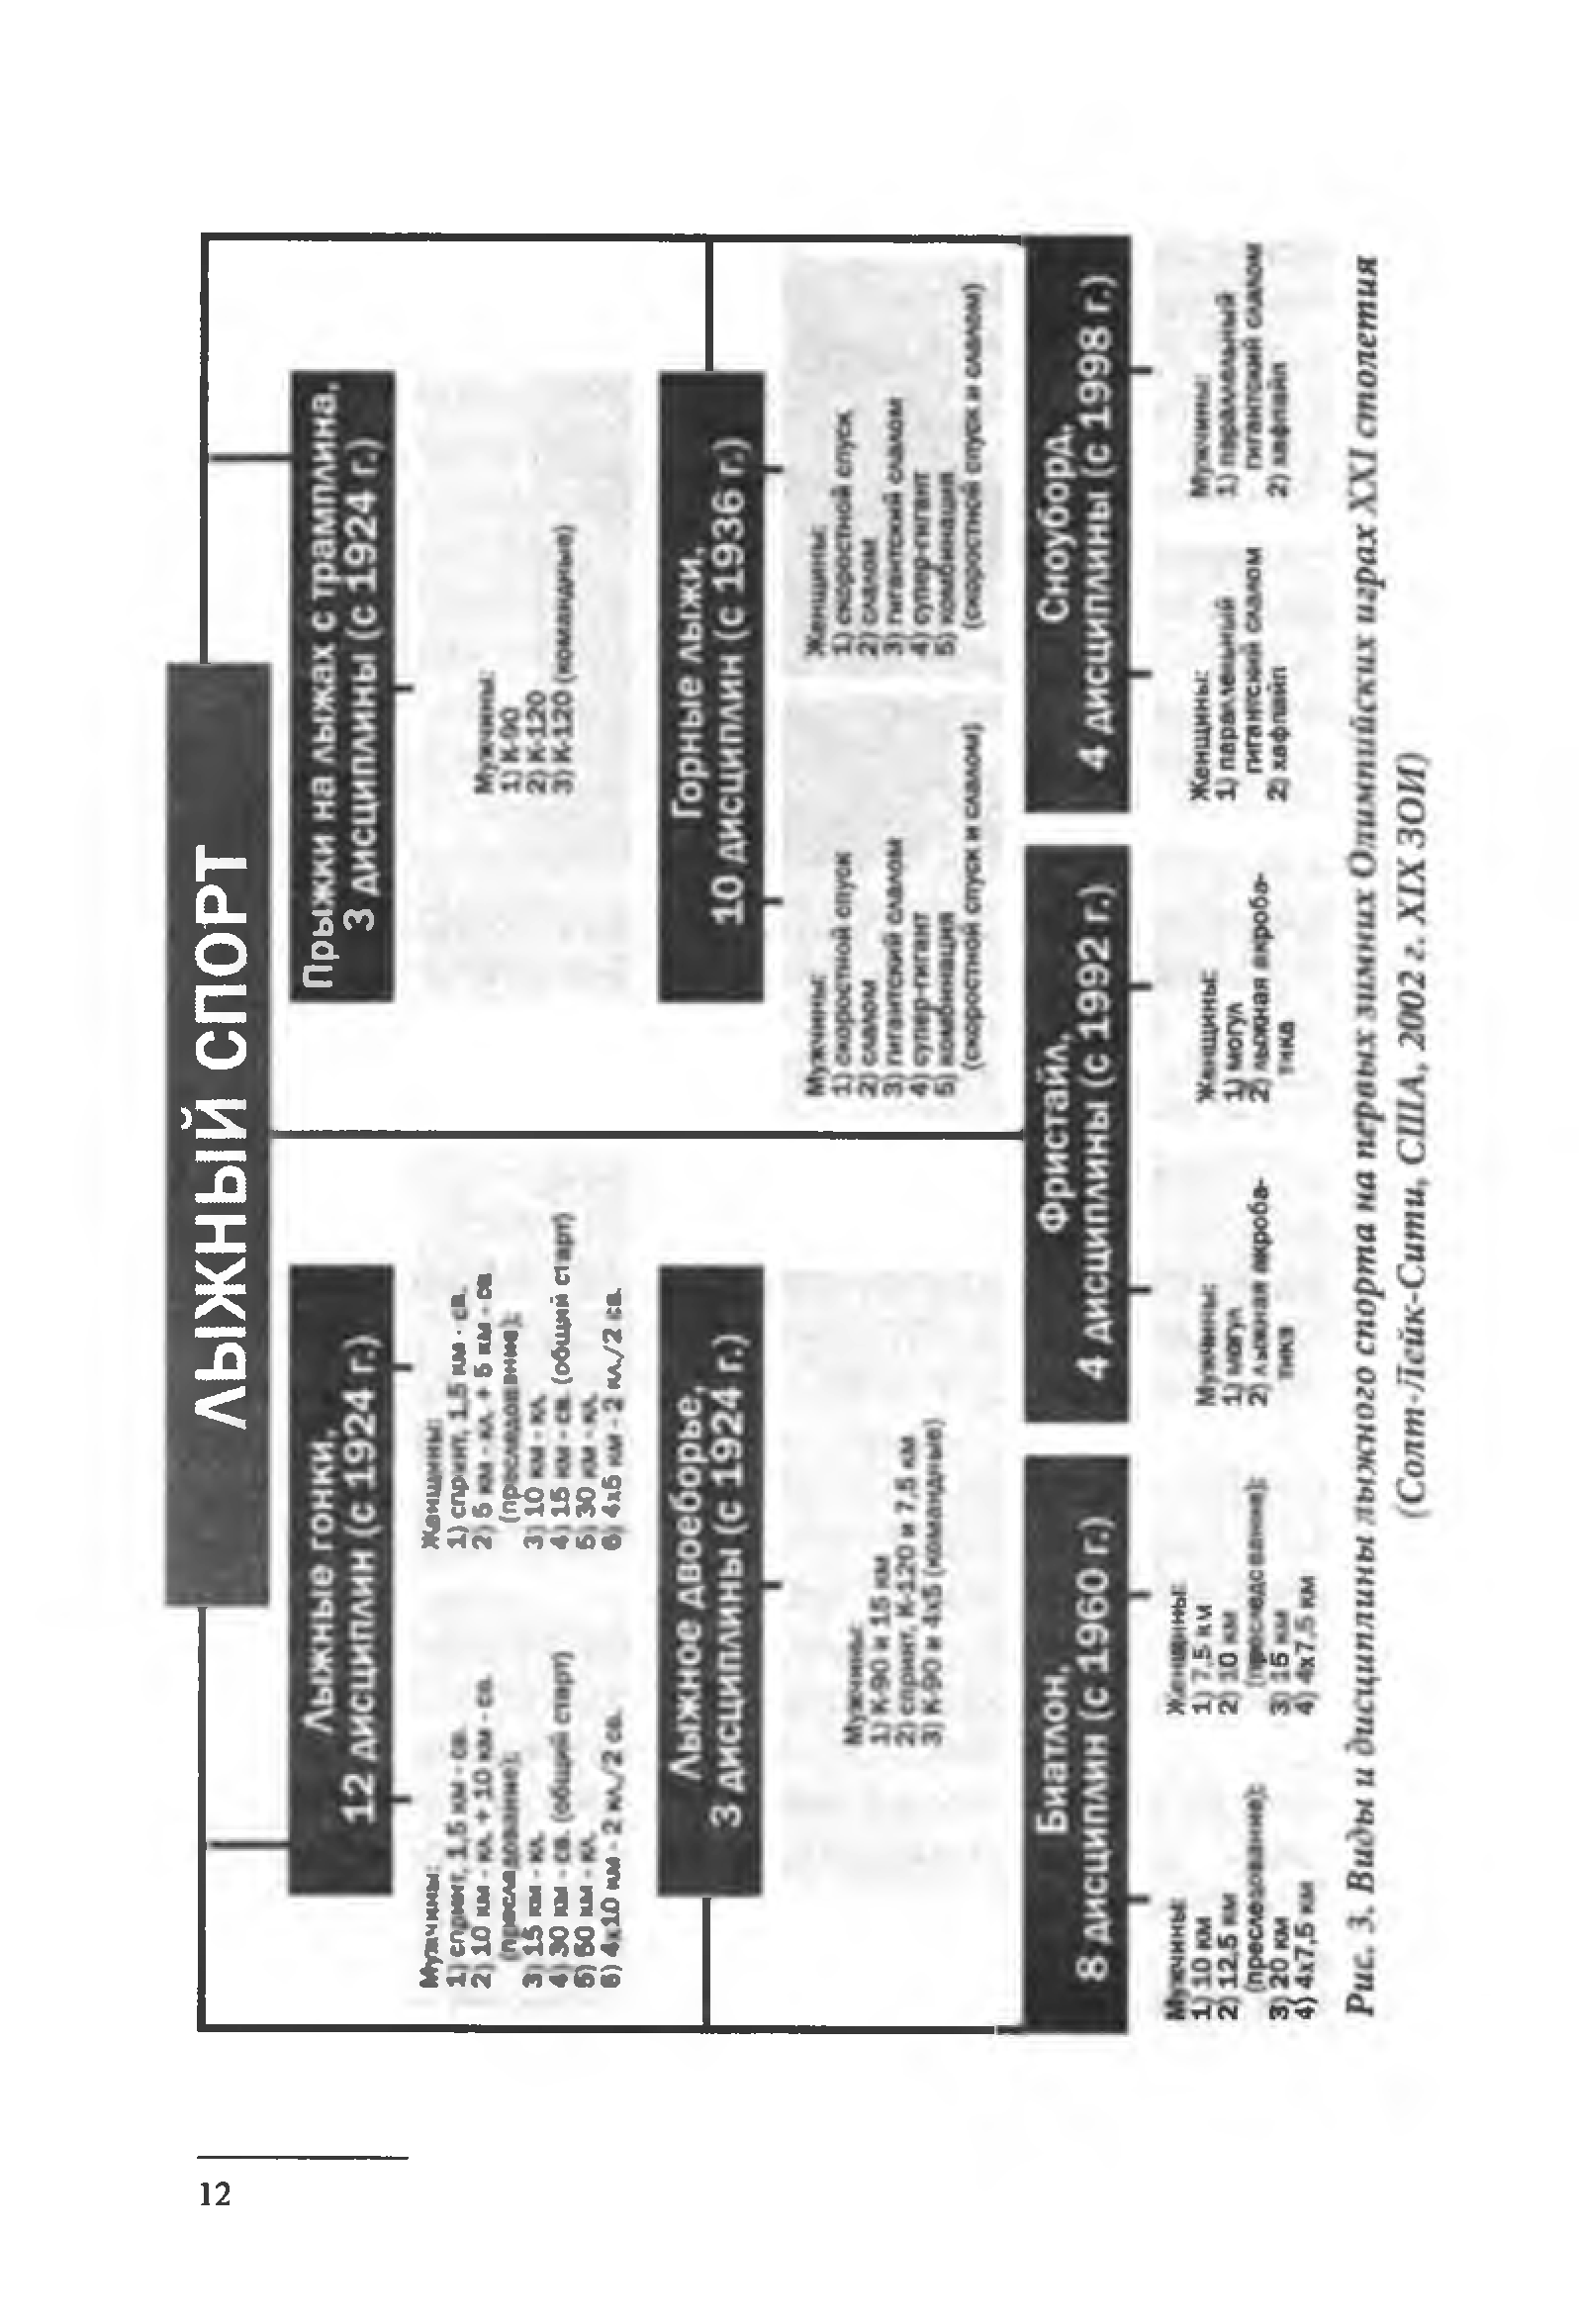 ЛЫЖНЫЙ СПОРТ
Лыжные гонки,
12 дисциплин (с 1924 г.)
Мужчины:
1) спринт, 1,5 км - св.
2) 10 км - кл. + 10 км - св.
(преследование);
3) 15 км - кл.
4) 30 км - св. (общий старт)
5) 50 км - кл.
6) 4х10 км - 2 кл./2 св.
Женщины:
1) спринт, 1,5 км - св.
2) 5 км - кл. + 5 км - св
(преследование);
3) 10 км - кл.
4) 15 км - св. (общий старт)
5) 30 км - кл.
6) 4х5 км - 2 кл./2 св.
Прыжки на лыжах с трамплина,
3 дисциплины (с 1924 г.)
Мужчины:
1) К-90
2) К-120
3) К-120 (командные)
Лыжное двоеборье,
3 дисциплины (с 1924 г.)
Мужчины:
1) К-90 и 15 км
2) спринт, К-120 и 7,5 км
3) К-90 и 4х5 (командные)
Горные лыжи,
10 дисциплин (с 1936 г.)
Мужчины:
1) скоростной спуск
2) слалом
3) гигантский слалом
4) супер-гигант
5) комбинация
(скоростной спуск и слалом)
Женщины:
1) скоростной спуск
2) слалом
3) гигантский слалом
4) супер-гигант
5) комбинация
(скоростной спуск и слалом)
Биатлон,
8 дисциплин (с 1960 г.)
Мужчины:
1) 10 км
2) 12,5 км
(преследование);
3) 20 км
4) 4х7,5 км
Женщины:
1) 7,5 км
2) 10 км
(преследование);
3) 15 км
4) 4х7,5 км
Фристайл,
4 дисциплины (с 1992 г.)
Мужчины:
1) могул
2) лыжная акроба-
тика
Женщины:
1) могул
2) лыжная акроба-
тика
Сноуборд,
4 дисциплины (с 1998 г.)
Женщины:
1) параллельный
гигантский слалом
2) хафпайп
Мужчины:
1) параллельный
гигантский слалом
2) хафпайп
Рис. 3. Виды и дисциплины лыжного спорта на первых зимних Олимпийских играх XXI столетия
(Солт-Лейк-Сити, США, 2002 г. XIX ЗОИ)
12